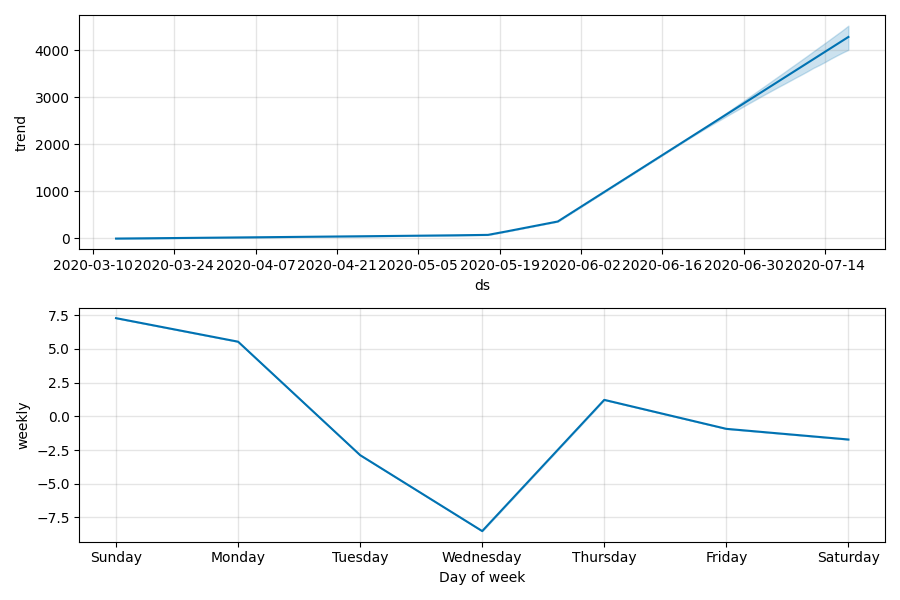 4000
3000
2000
1000
0
trend
2020-03-10 2020-03-24 2020-04-07 2020-04-21 2020-05-05 2020-05-19 2020-06-02 2020-06-16 2020-06-30 2020-07-14
ds
7.5
5.0
2.5
0.0
−2.5
−5.0
−7.5
weekly
Sunday Monday Tuesday Wednesday Thursday Friday Saturday
Day of week